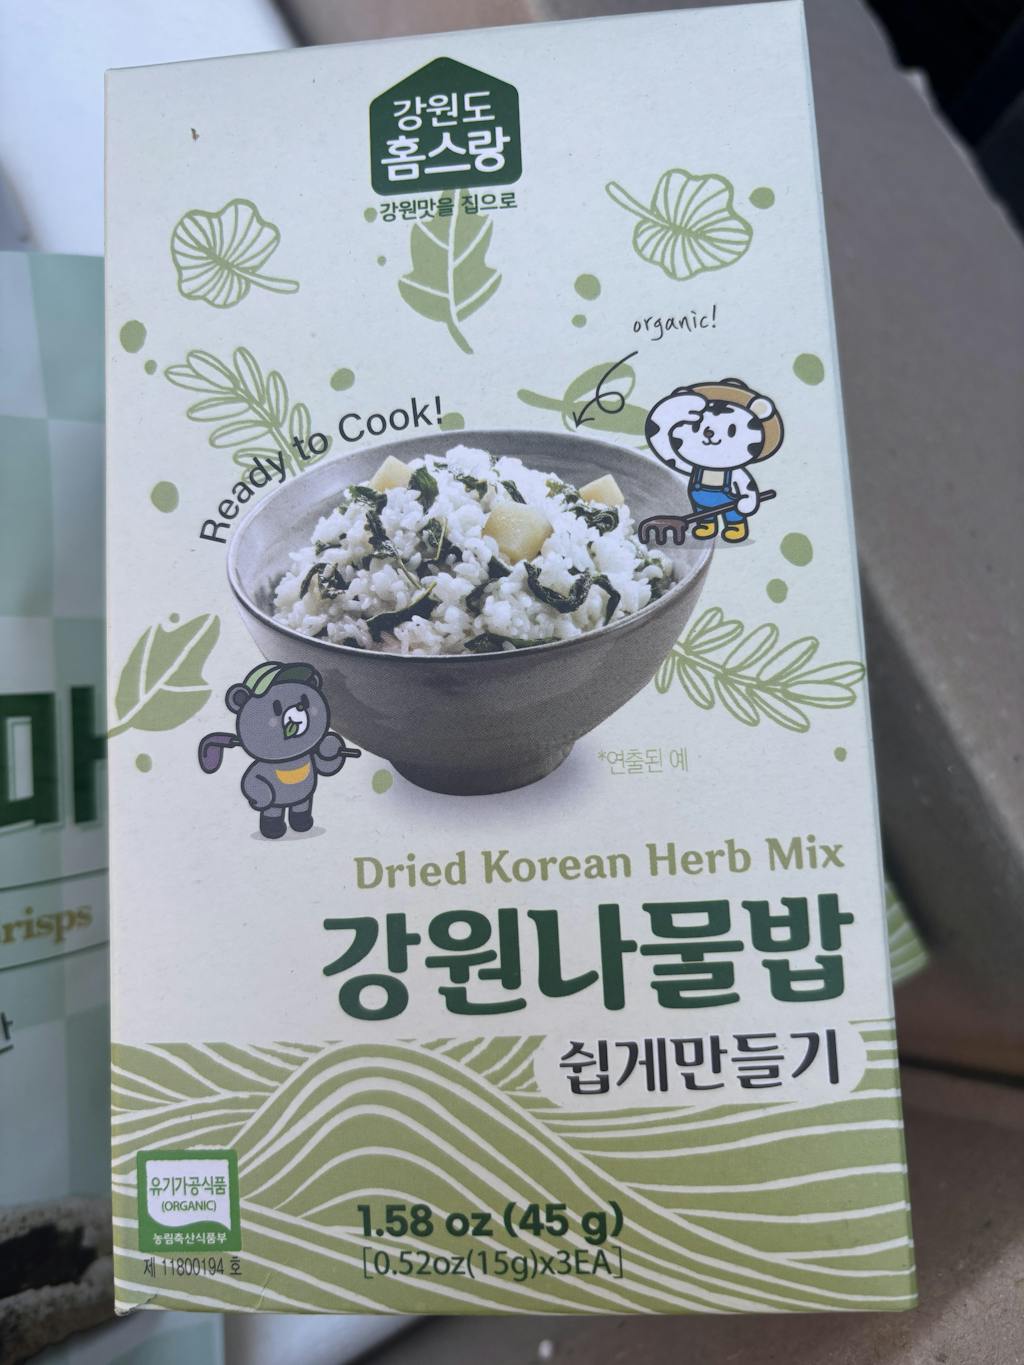 강원도
홈스랑
강원맛을 집으로
organic!
Ready to Cook!
*연출된 예
Dried Korean Herb Mix
강원나물밥
쉽게만들기
유기가공식품
(ORGANIC)
농림축산식품부
제 11800194 호
1.58 oz (45 g)
[0.52oz(15g)x3EA]
risps